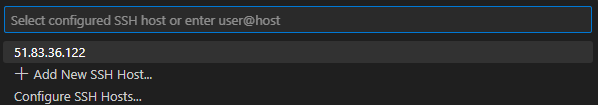 Select configured SSH host or enter user@host
51.83.36.122
+ Add New SSH Host...
Configure SSH Hosts...